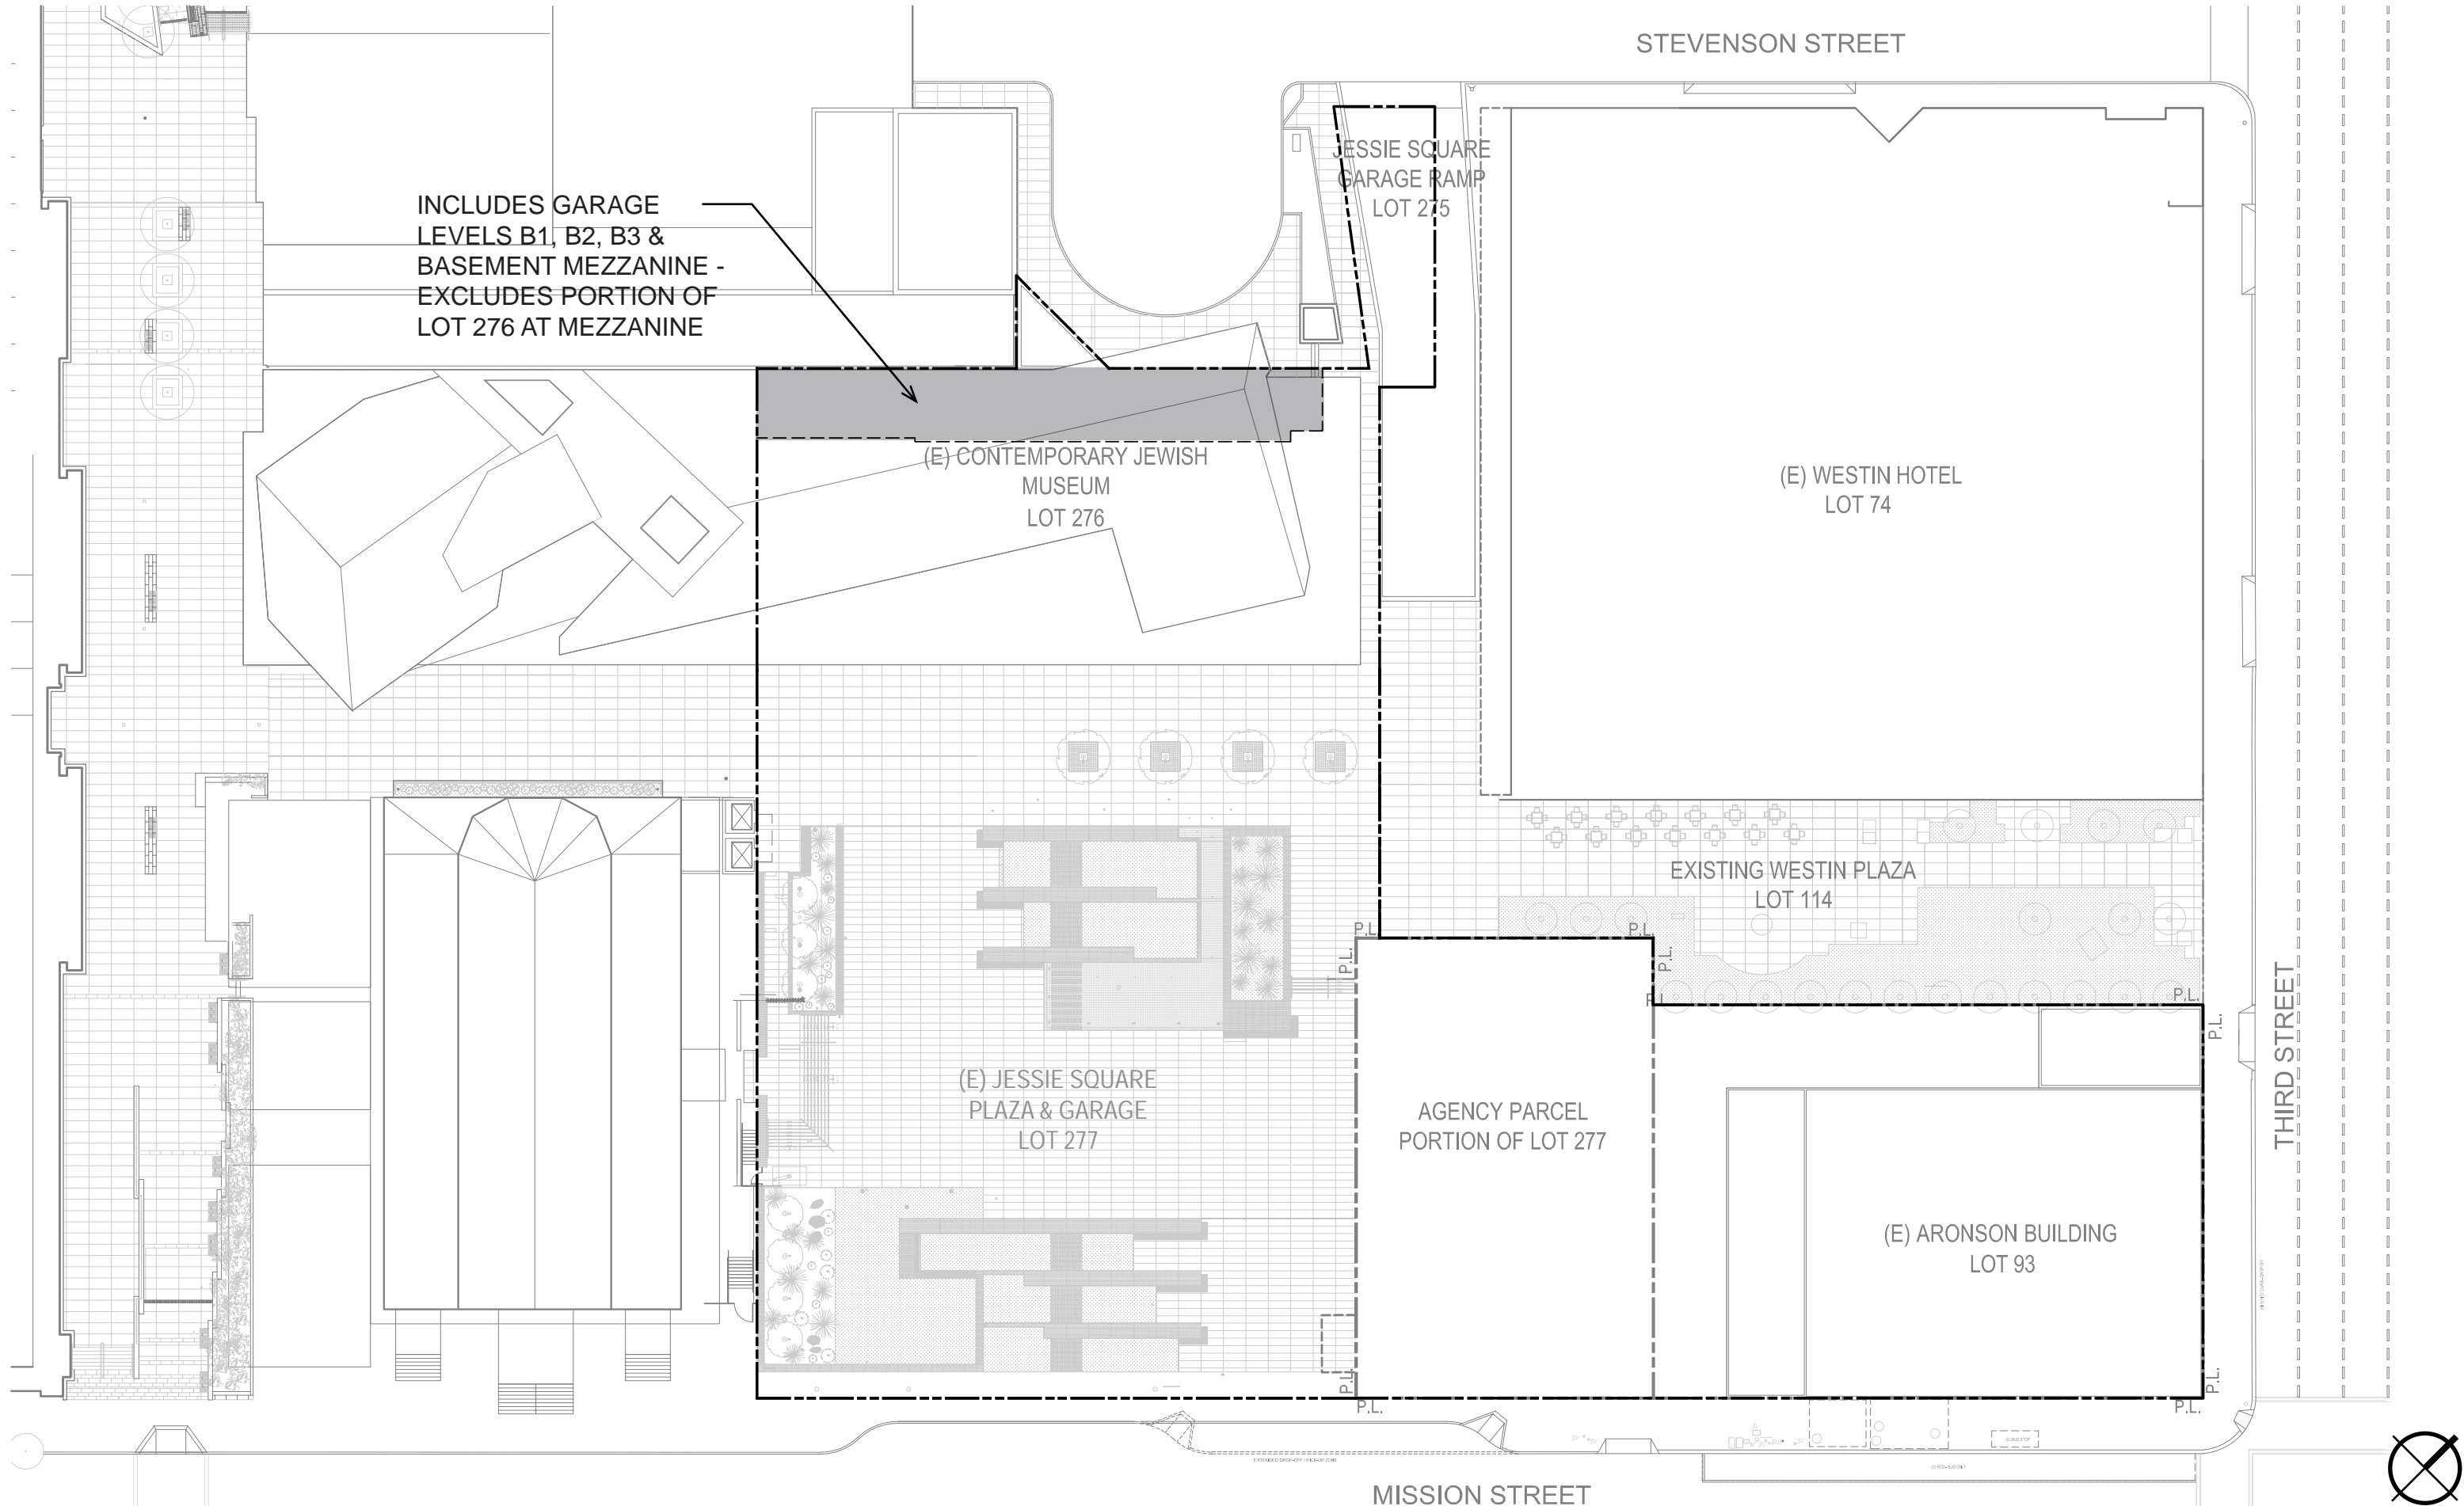 STEVENSON STREET
JESSIE SQUARE
GARAGE RAMP
LOT 275
INCLUDES GARAGE
LEVELS B1, B2, B3 &
BASEMENT MEZZANINE -
EXCLUDES PORTION OF
LOT 276 AT MEZZANINE
(E) CONTEMPORARY JEWISH
MUSEUM
LOT 276
(E) WESTIN HOTEL
LOT 74
EXISTING WESTIN PLAZA
LOT 114
P.L.
P.L.
P.L.
P.L.
P.L.
P.L.
P.L.
THIRD STREET
(E) JESSIE SQUARE
PLAZA & GARAGE
LOT 277
AGENCY PARCEL
PORTION OF LOT 277
(E) ARONSON BUILDING
LOT 93
P.L.
P.L.
P.L.
P.L.
(E) BUS STOP
MISSION STREET